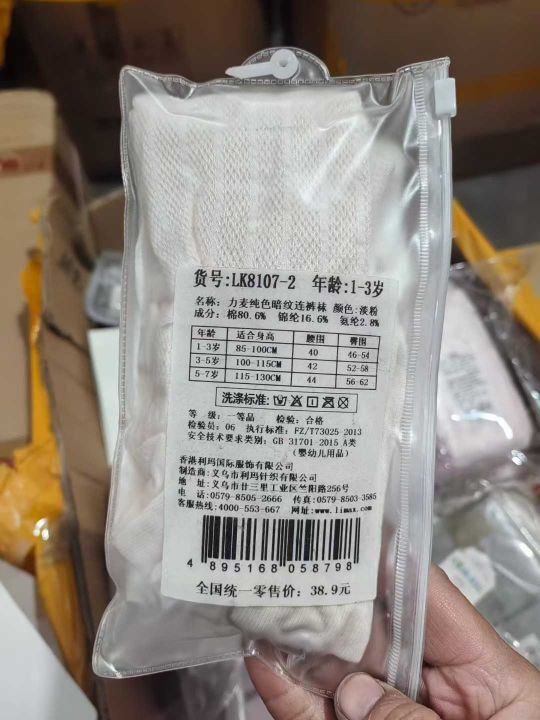 货号:LK8107-2 年龄:1-3岁
名称: 力麦纯色暗纹连裤袜 颜色:淡粉
成分: 棉80.6% 锦纶16.6% 氨纶2.8%
年龄 适合身高 腰围 臀围
1-3岁 85-100CM 40 46-54
3-5岁 100-115CM 42 52-58
5-7岁 115-130CM 44 56-62
洗涤标准:
等 级: 一等品 检验: 合格
检验员: 06 执行标准: FZ/T73025-2013
安全技术要求类别: GB 31701-2015 A类
(婴幼儿用品)
香港利玛国际服饰有限公司
制造商:义乌市利玛针织有限公司
地 址: 义乌市廿三里工业区竺阳路256号
电 话:0579-8505-2666 传真:0579-8503-3585
客服热线:4000-553-667 网址:www.limax.com
4 895168 058798
全国统一零售价: 38.9元